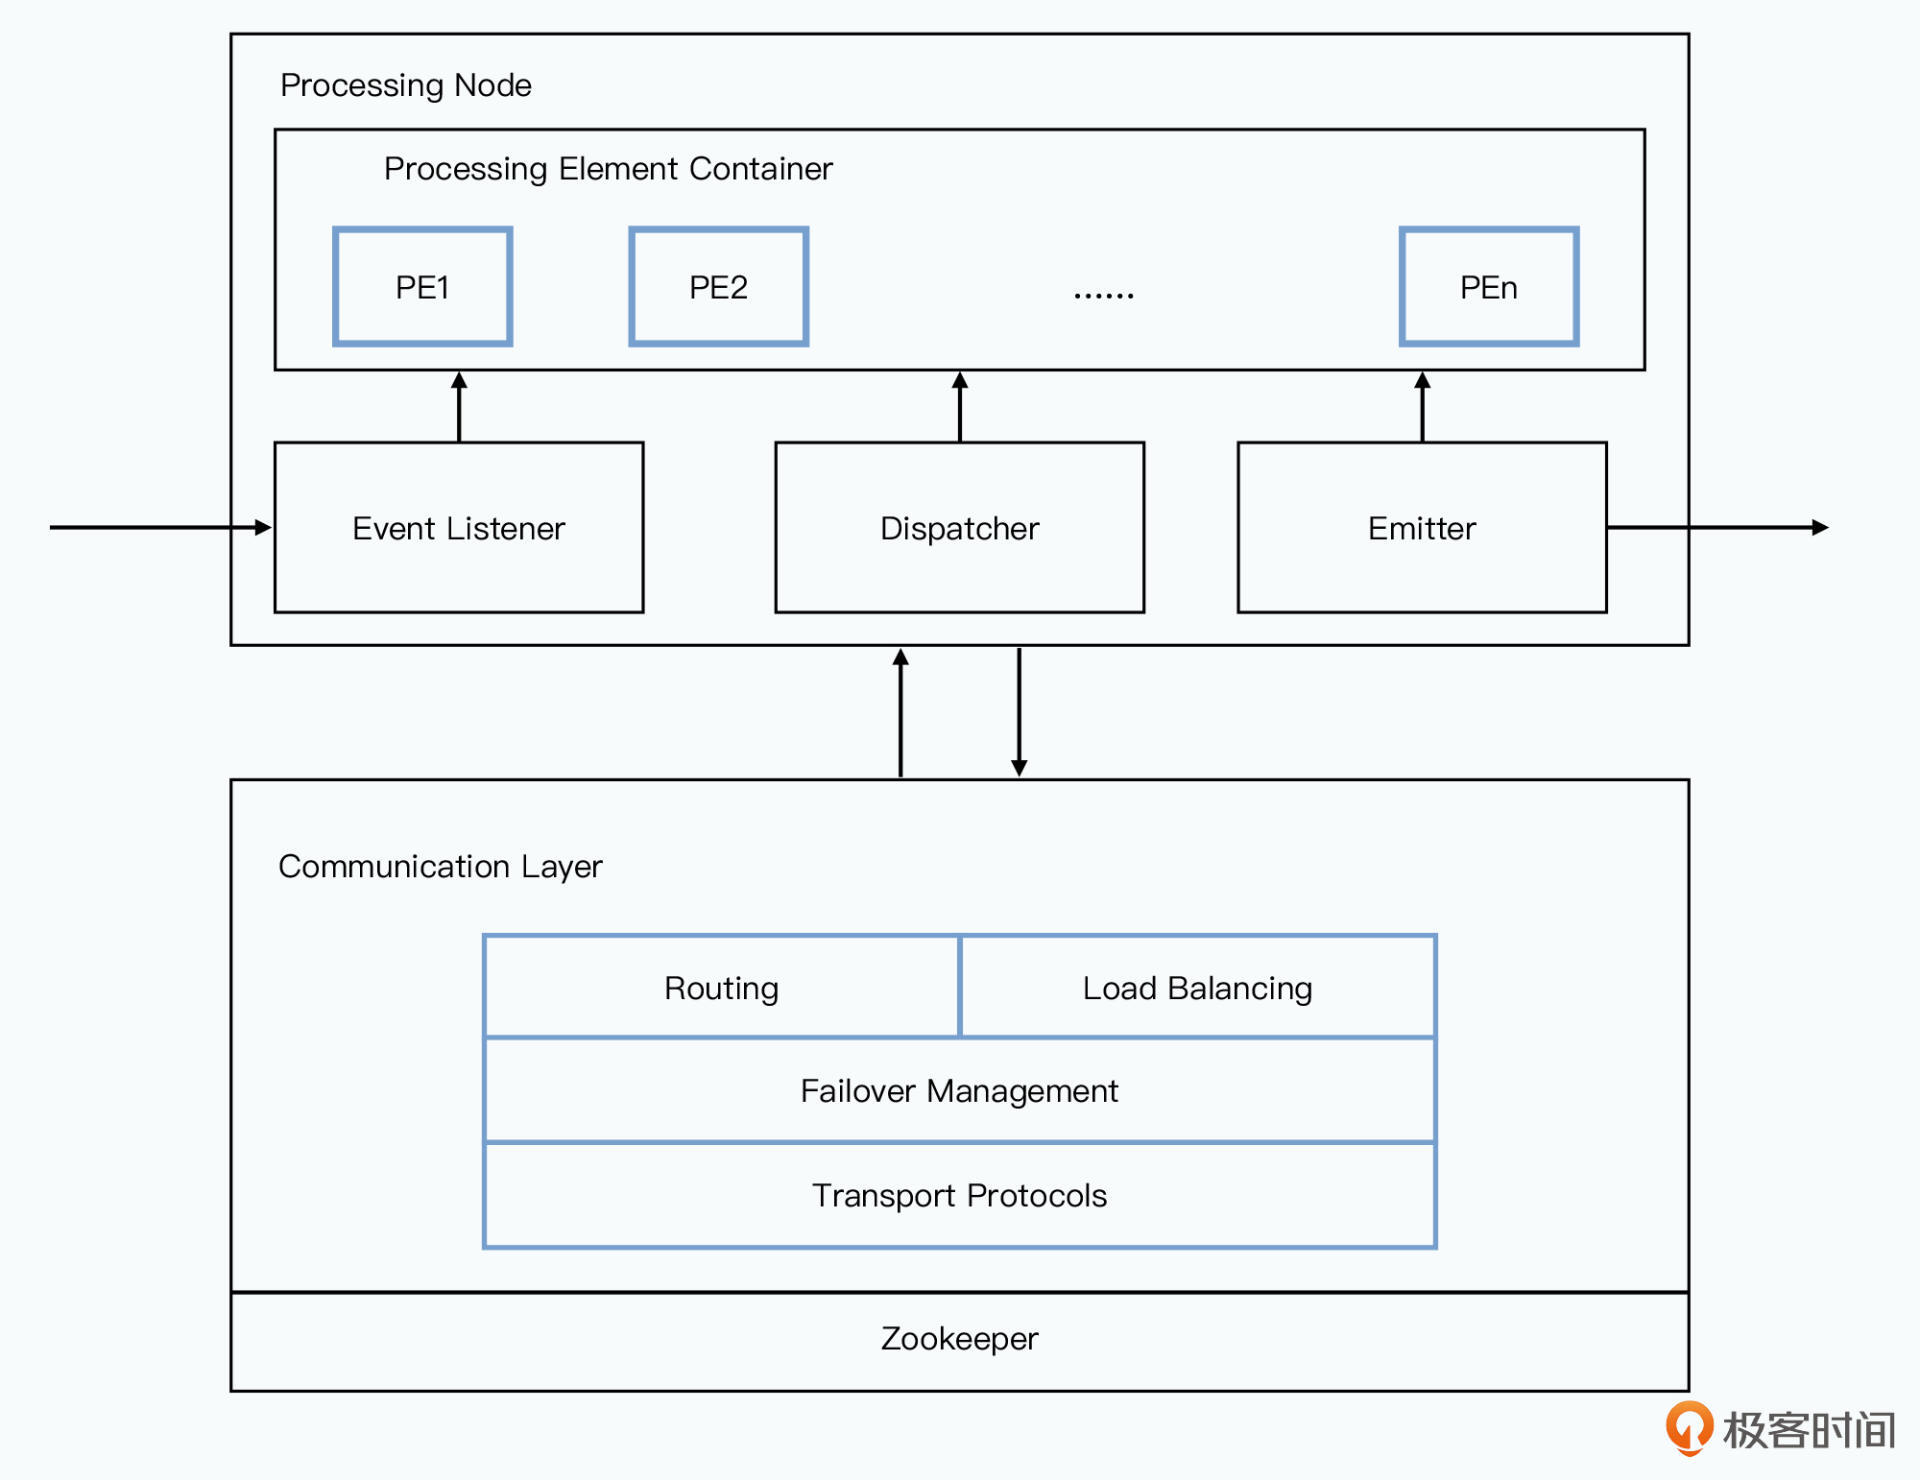 Processing Node
Processing Element Container
PE1
PE2
......
PEn
Event Listener
Dispatcher
Emitter
Communication Layer
Routing
Load Balancing
Failover Management
Transport Protocols
Zookeeper
极客时间